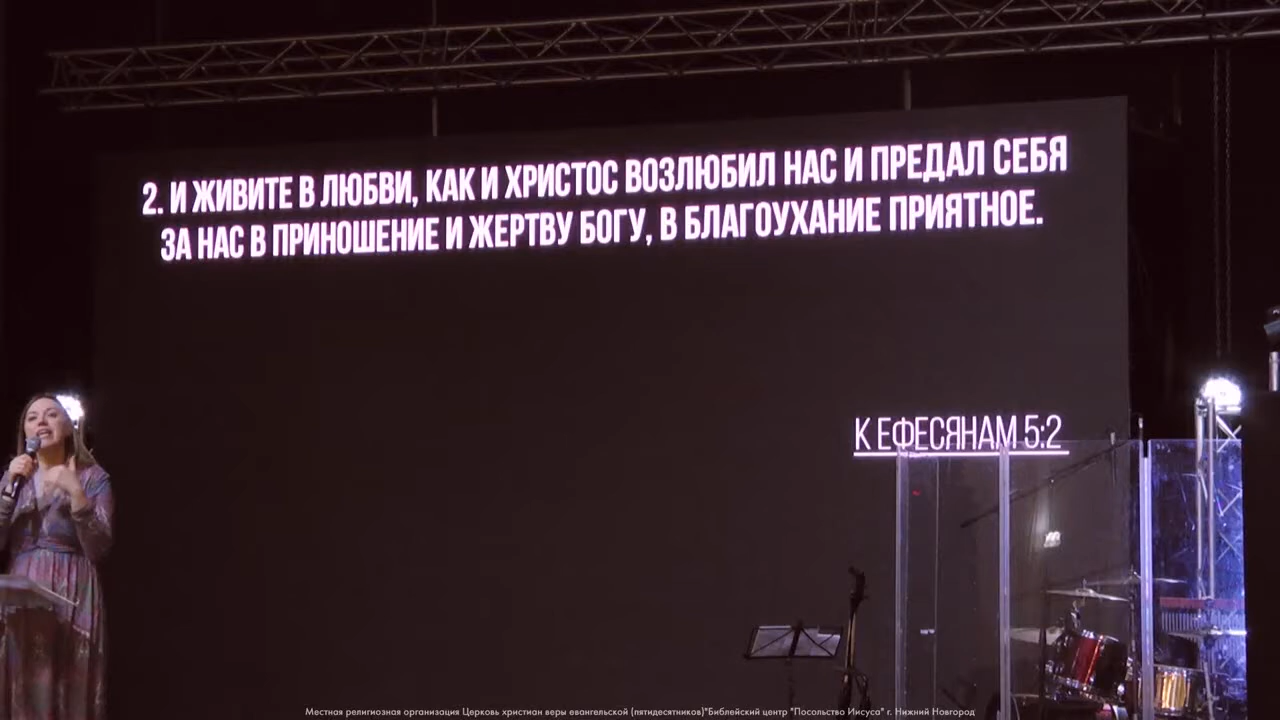 2. И ЖИВИТЕ В ЛЮБВИ, КАК И ХРИСТОС ВОЗЛЮБИЛ НАС И ПРЕДАЛ СЕБЯ
ЗА НАС В ПРИНОШЕНИЕ И ЖЕРТВУ БОГУ, В БЛАГОУХАНИЕ ПРИЯТНОЕ.
К ЕФЕСЯНАМ 5:2
Местная религиозная организация Церковь христиан веры евангельской (пятидесятников)"Библейский центр "Посольство Иисуса" г. Нижний Новгород